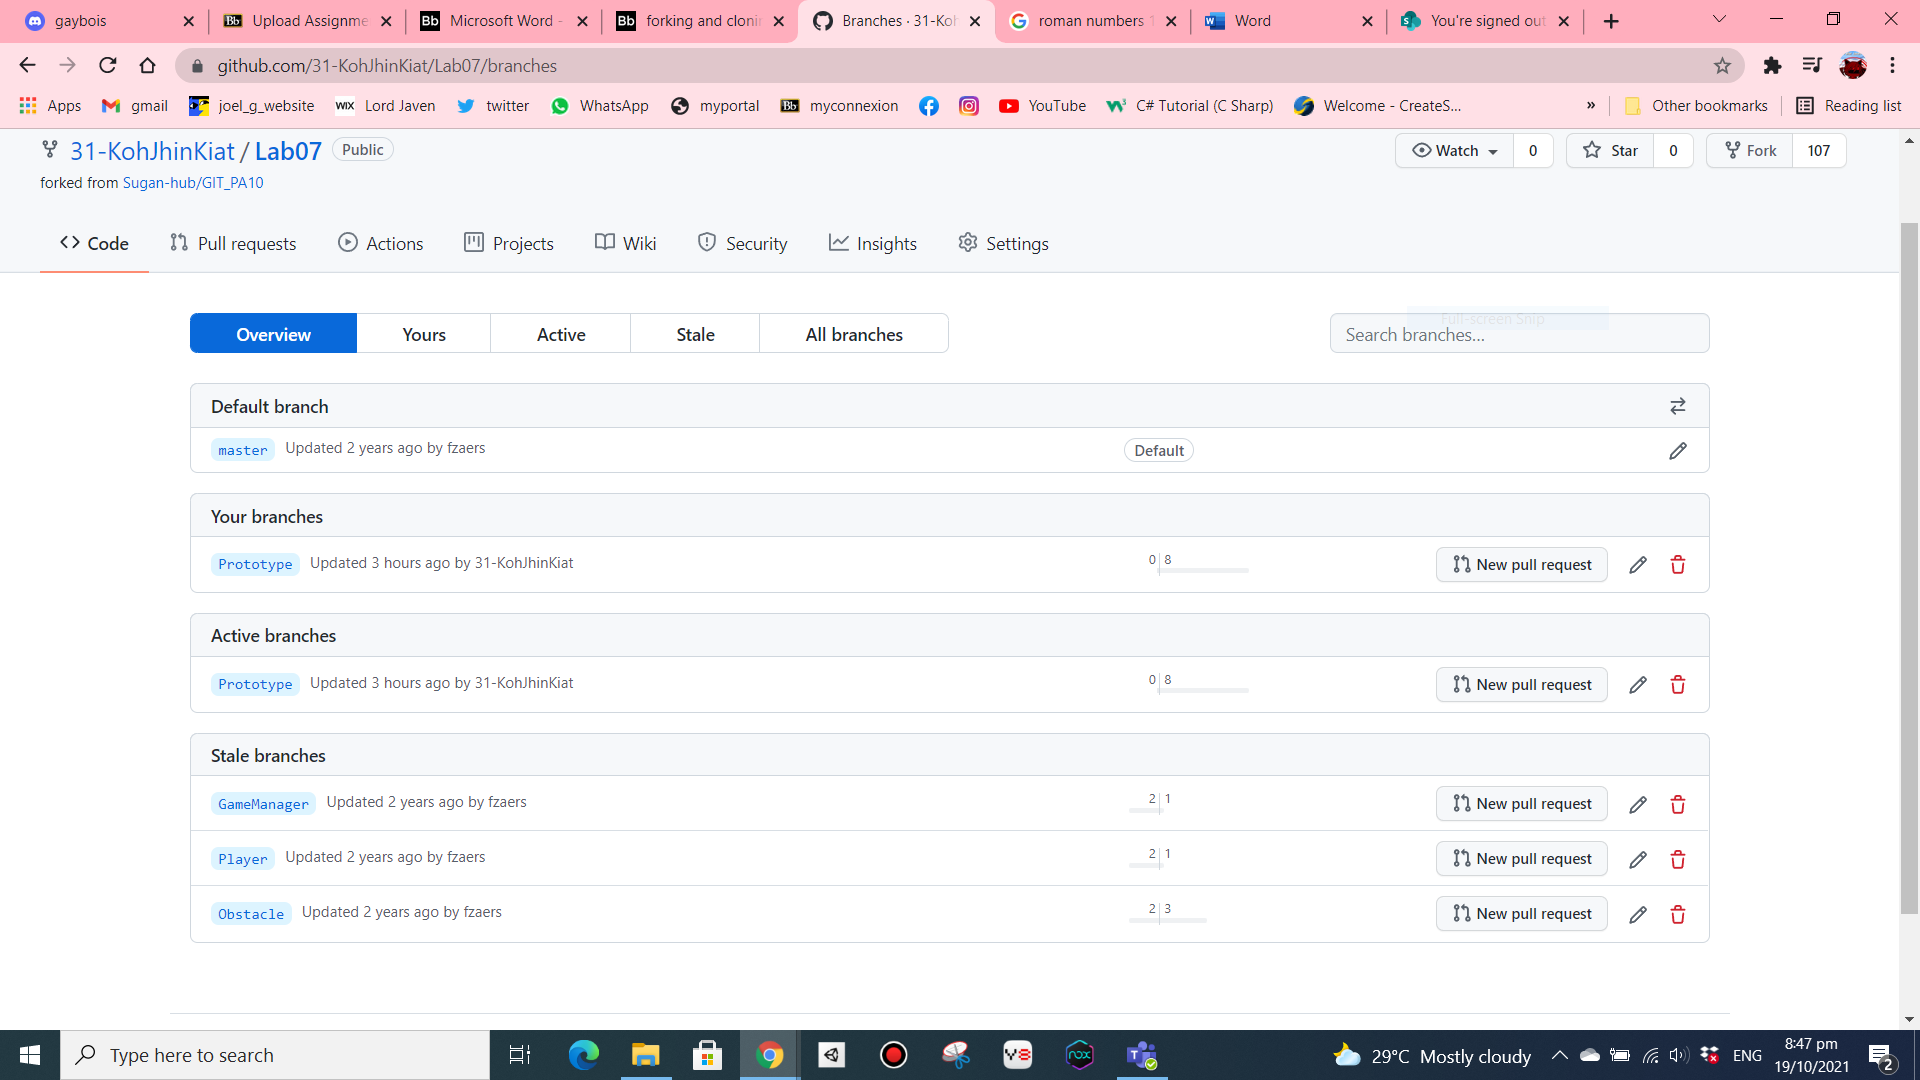 gaybois
Upload Assignme
Microsoft Word -
forking and clonin
Branches · 31-Koh
roman numbers 1
Word
You're signed out
github.com/31-KohJhinKiat/Lab07/branches
Apps gmail joel_g_website Lord Javen twitter WhatsApp myportal myconnexion YouTube C# Tutorial (C Sharp) Welcome - CreateS... » Other bookmarks Reading list
31-KohJhinKiat / Lab07 Public
Watch 0 Star 0 Fork 107
forked from Sugan-hub/GIT_PA10
Code Pull requests Actions Projects Wiki Security Insights Settings
Full-screen Snip
Overview Yours Active Stale All branches Search branches...
Default branch
master Updated 2 years ago by fzaers Default
Your branches
Prototype Updated 3 hours ago by 31-KohJhinKiat 0 8 New pull request
Active branches
Prototype Updated 3 hours ago by 31-KohJhinKiat 0 8 New pull request
Stale branches
GameManager Updated 2 years ago by fzaers 2 1 New pull request
Player Updated 2 years ago by fzaers 2 1 New pull request
Obstacle Updated 2 years ago by fzaers 2 3 New pull request
Type here to search
29°C Mostly cloudy
ENG
8:47 pm
19/10/2021
2